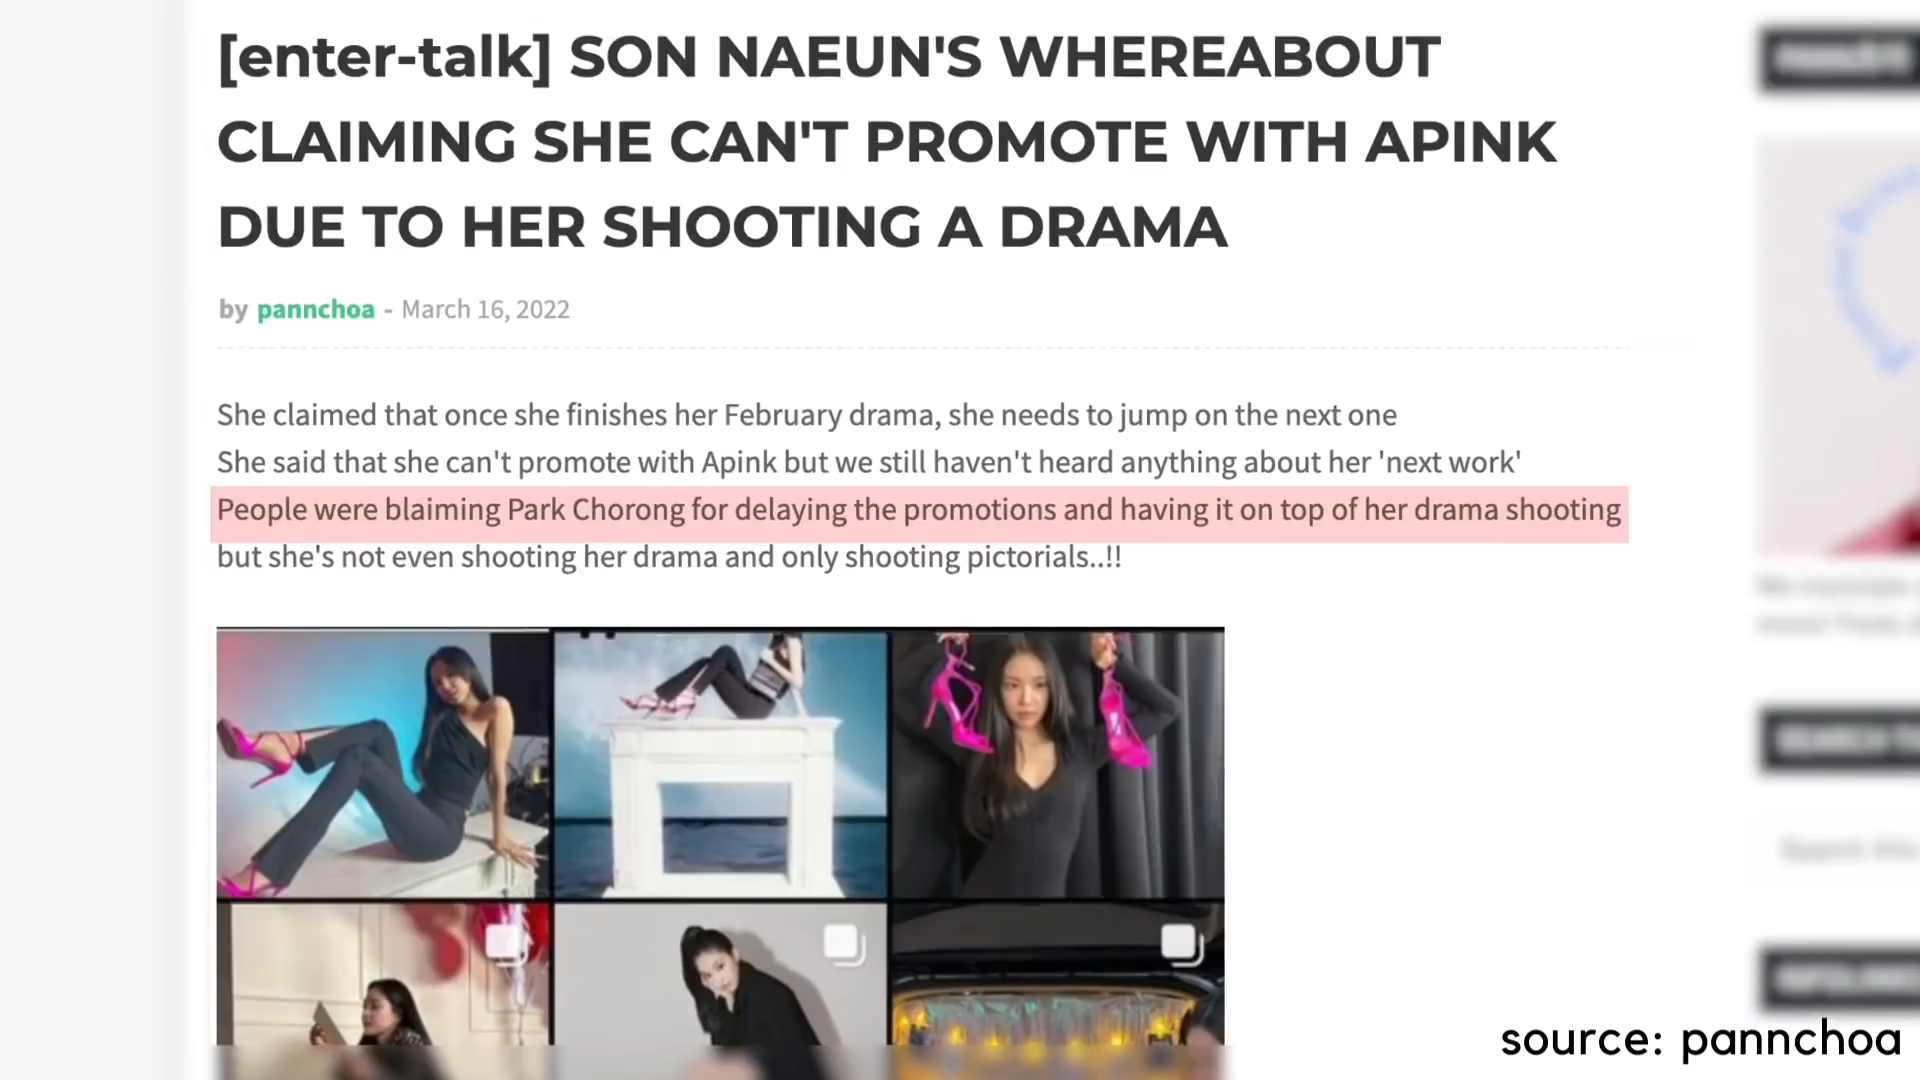 [enter-talk] SON NAEUN'S WHEREABOUT
CLAIMING SHE CAN'T PROMOTE WITH APINK
DUE TO HER SHOOTING A DRAMA
by pannchoa - March 16, 2022
She claimed that once she finishes her February drama, she needs to jump on the next one
She said that she can't promote with Apink but we still haven't heard anything about her 'next work'
People were blaiming Park Chorong for delaying the promotions and having it on top of her drama shooting
but she's not even shooting her drama and only shooting pictorials..!!
source: pannchoa